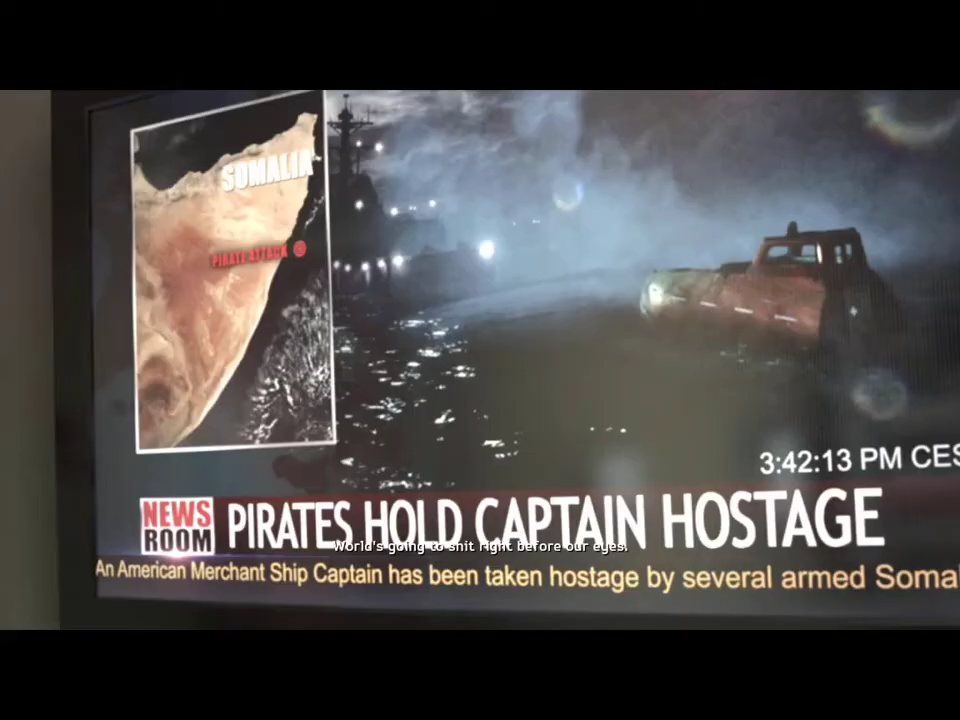 SOMALIA
PIRATE ATTACK
3:42:13 PM CES
NEWS
ROOM
PIRATES HOLD CAPTAIN HOSTAGE
World's going to shit right before our eyes.
An American Merchant Ship Captain has been taken hostage by several armed Somal